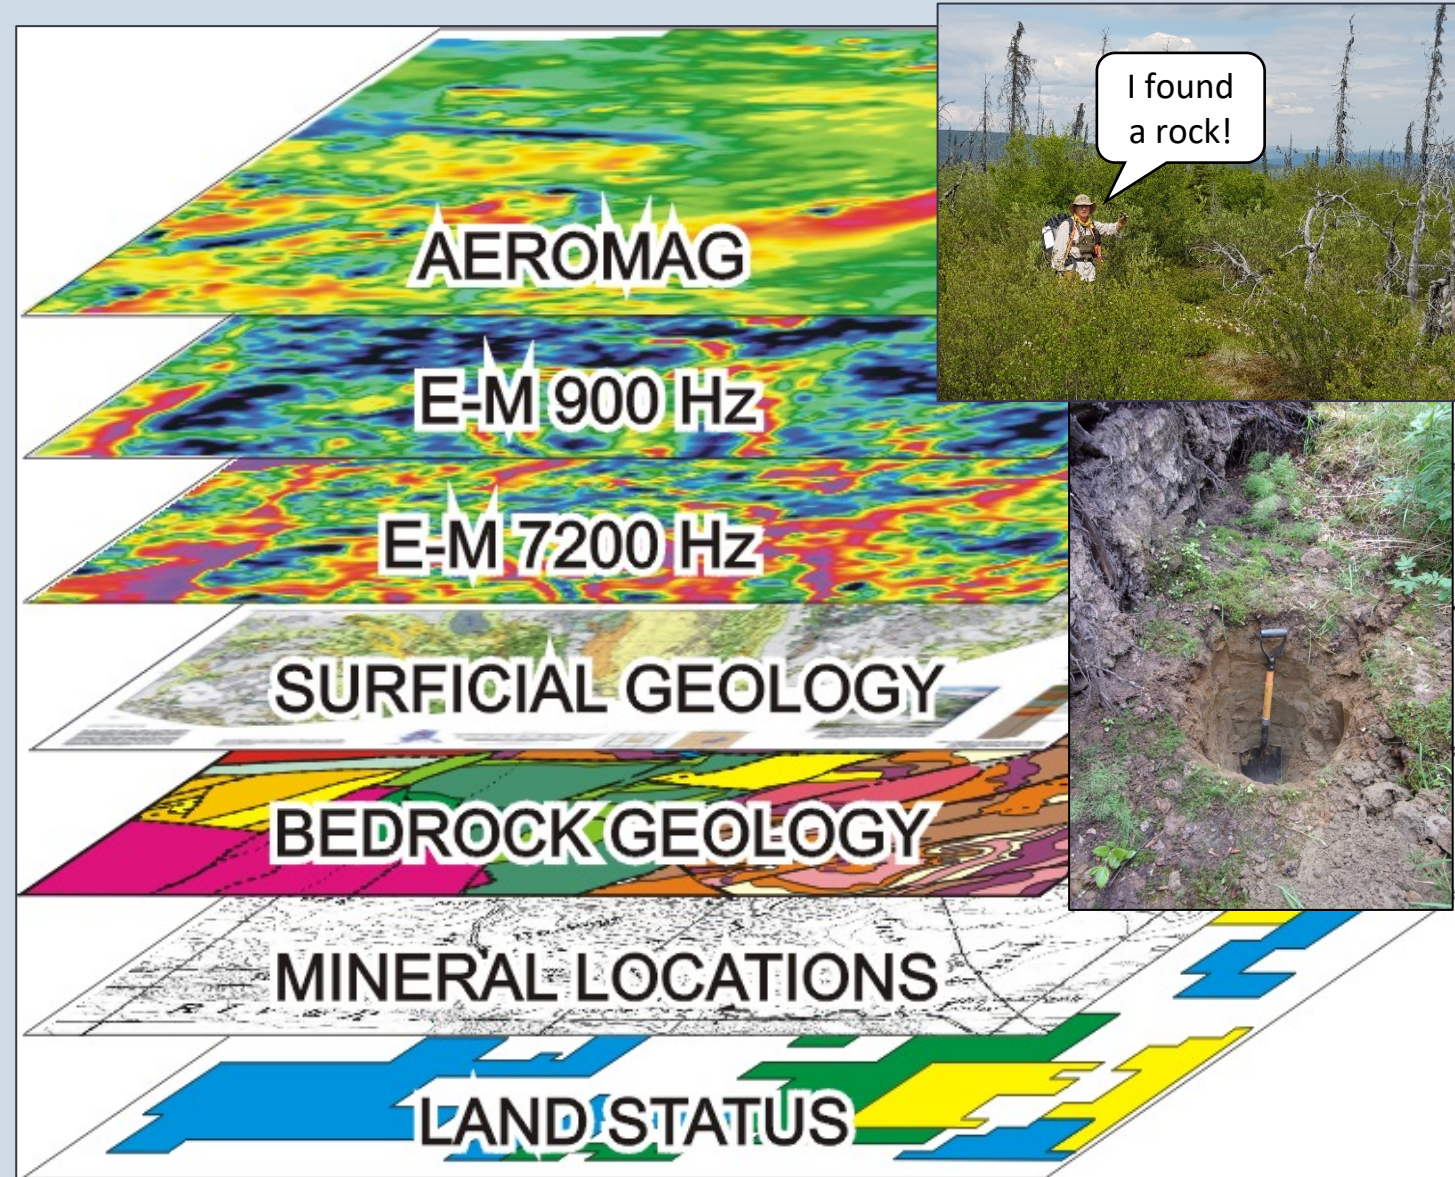 I found
a rock!
AEROMAG
E-M 900 Hz
E-M 7200 Hz
SURFICIAL GEOLOGY
BEDROCK GEOLOGY
MINERAL LOCATIONS
LAND STATUS